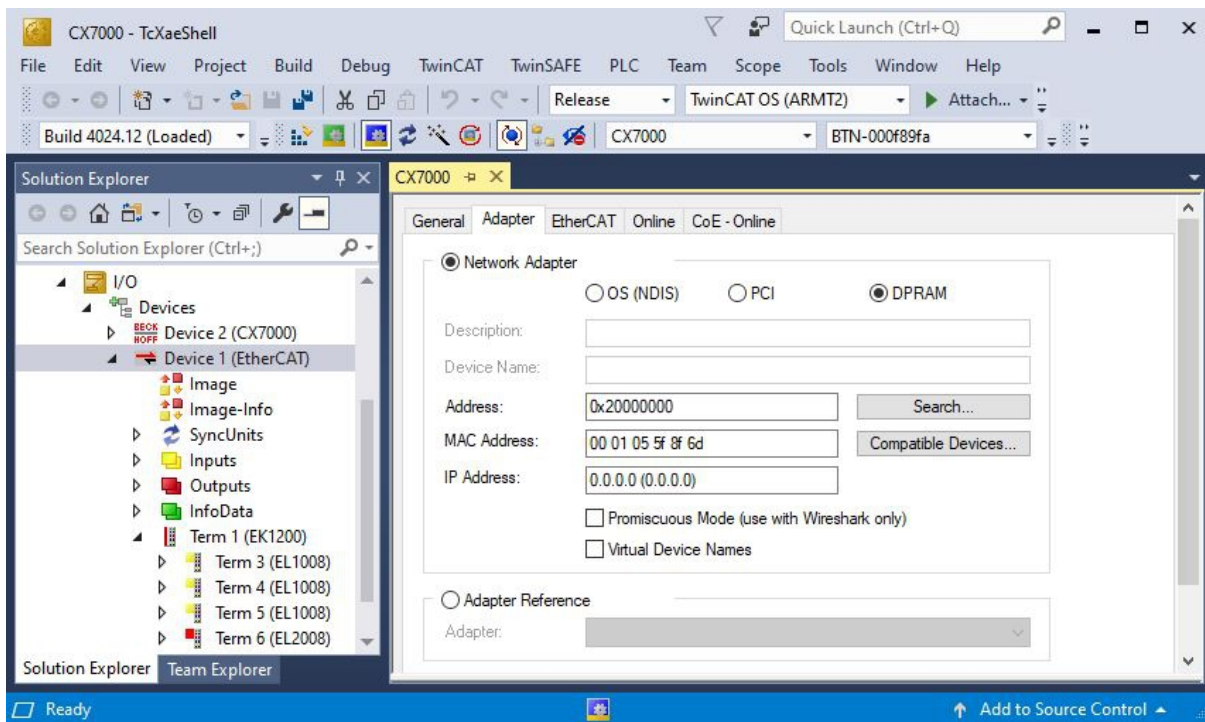 CX7000 - TcXaeShell
Quick Launch (Ctrl+Q)
File Edit View Project Build Debug TwinCAT TwinSAFE PLC Team Scope Tools Window Help
Release TwinCAT OS (ARMT2) Attach...
Build 4024.12 (Loaded) CX7000 BTN-000f89fa
Solution Explorer
Search Solution Explorer (Ctrl+;)
I/O
Devices
BECK HOFF Device 2 (CX7000)
Device 1 (EtherCAT)
Image
Image-Info
SyncUnits
Inputs
Outputs
InfoData
Term 1 (EK1200)
Term 3 (EL1008)
Term 4 (EL1008)
Term 5 (EL1008)
Term 6 (EL2008)
Solution Explorer Team Explorer
CX7000
General Adapter EtherCAT Online CoE - Online
Network Adapter
OS (NDIS) PCI DPRAM
Description:
Device Name:
Address: 0x20000000 Search...
MAC Address: 00 01 05 5f 8f 6d Compatible Devices...
IP Address: 0.0.0.0 (0.0.0.0)
Promiscuous Mode (use with Wireshark only)
Virtual Device Names
Adapter Reference
Adapter:
Ready Add to Source Control